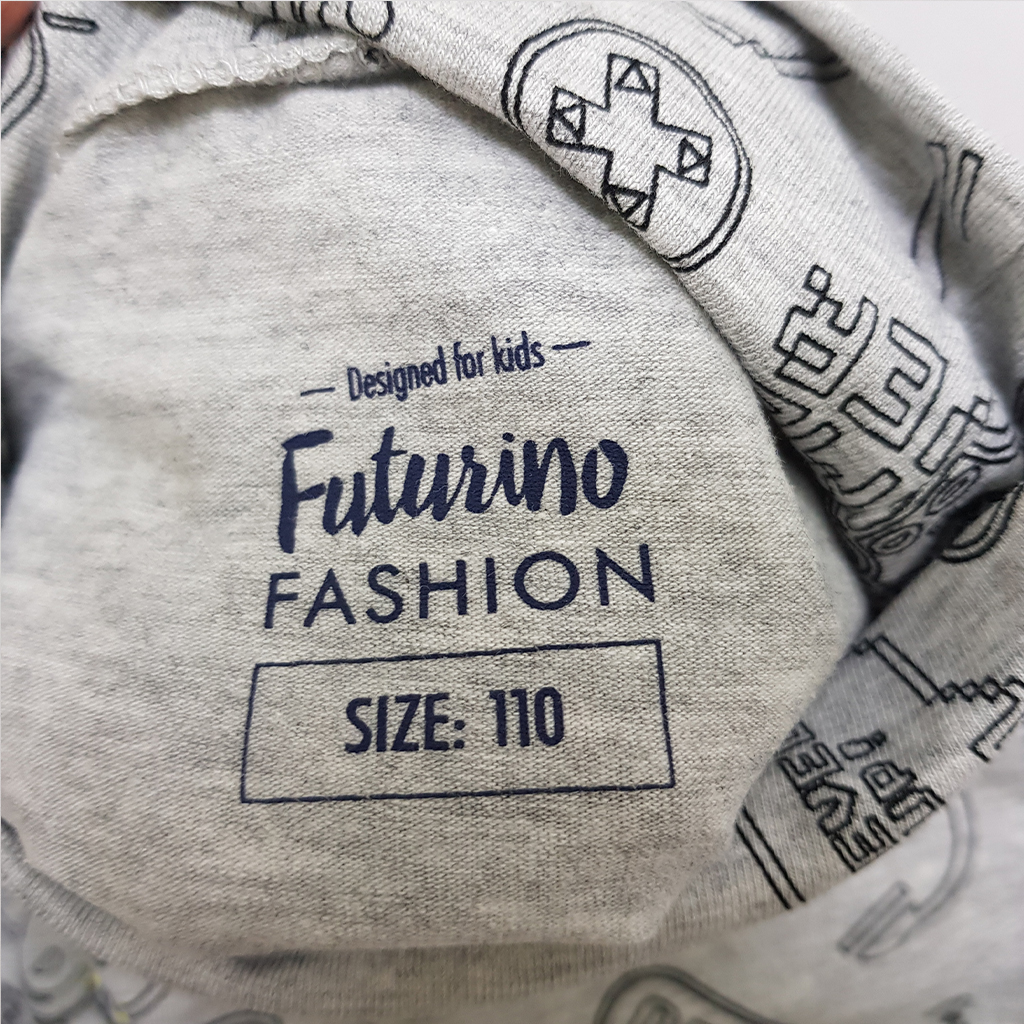 Designed for kids
Futurino
FASHION
SIZE: 110